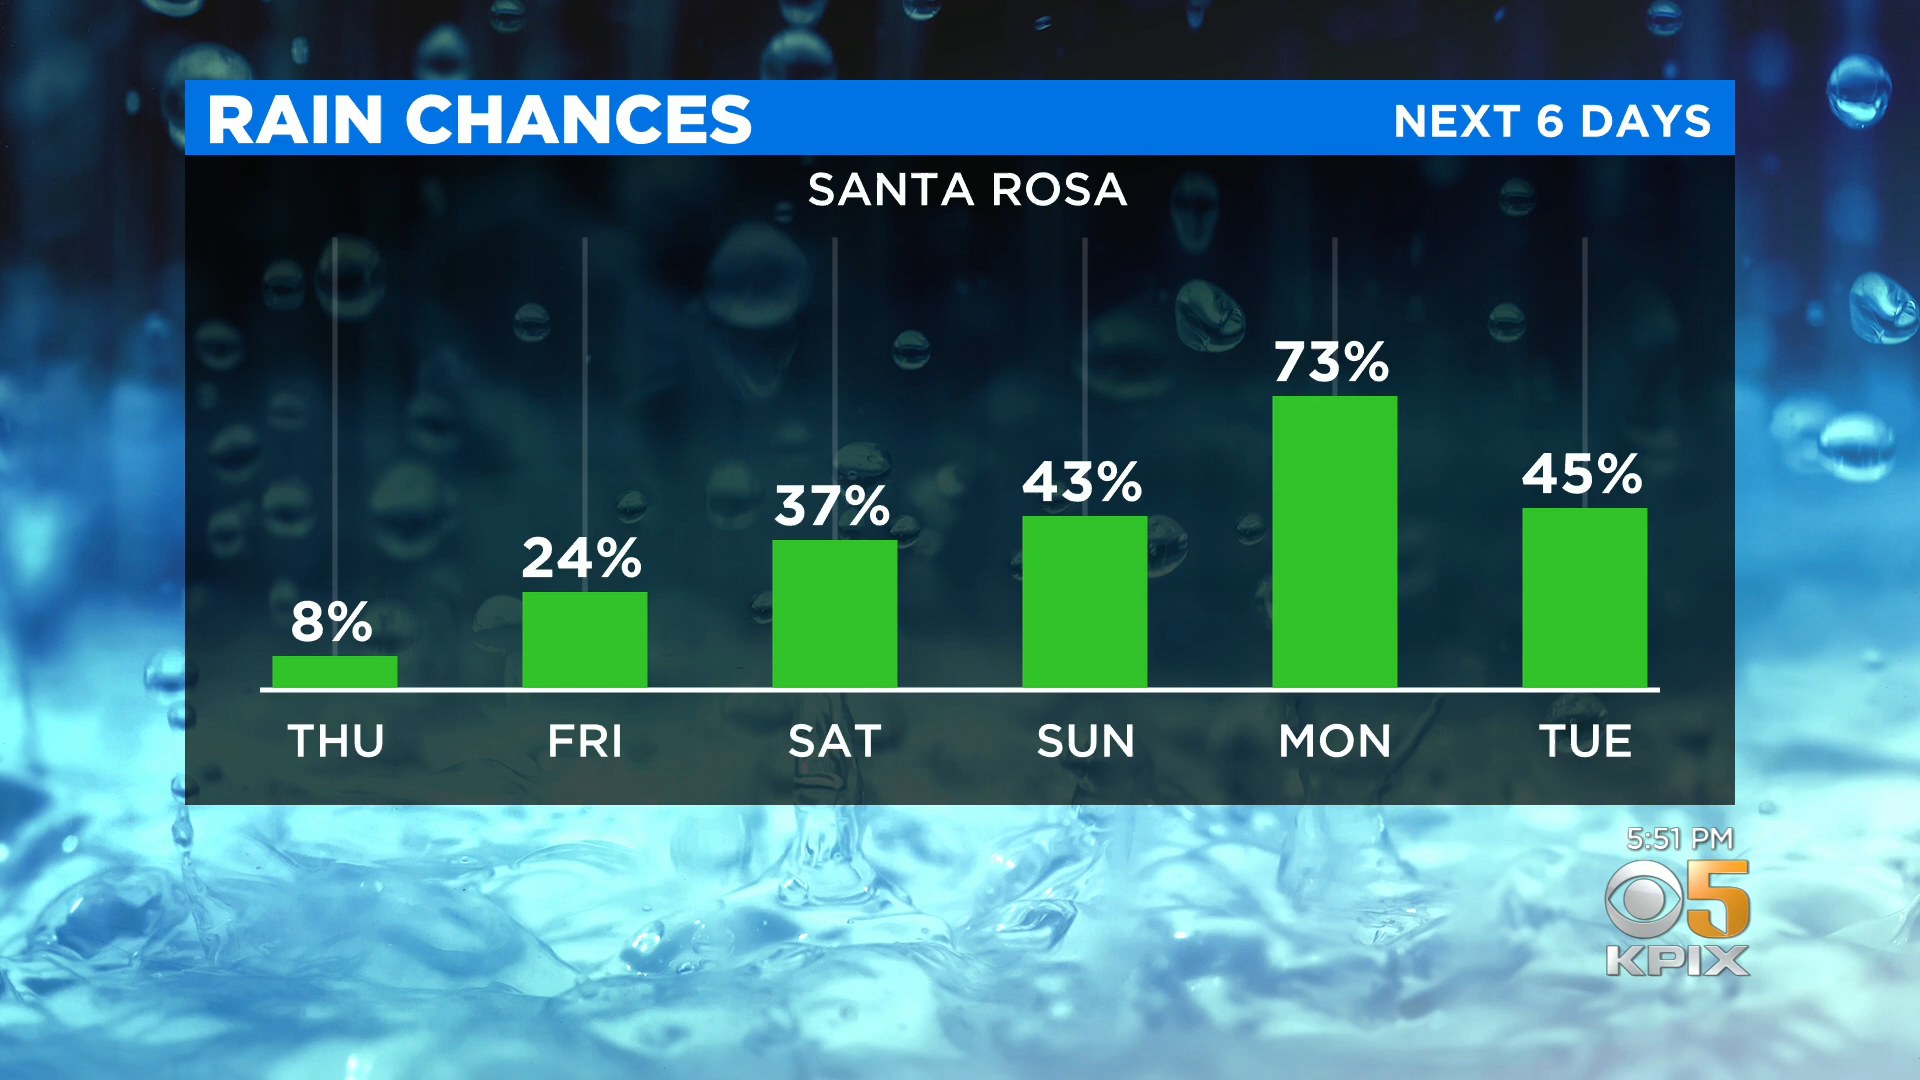 RAIN CHANCES
NEXT 6 DAYS
SANTA ROSA
8%
24%
37%
43%
73%
45%
THU
FRI
SAT
SUN
MON
TUE
5:51 PM
5
KPIX